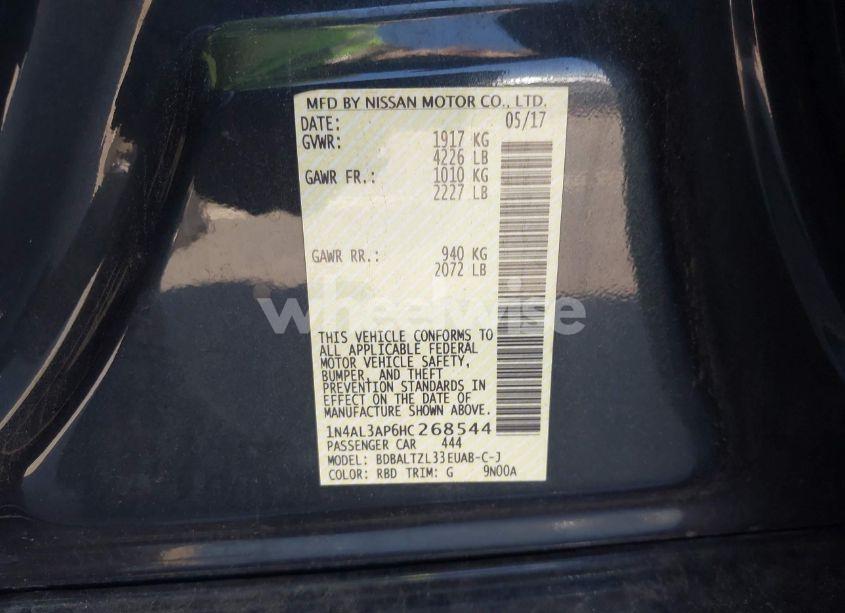 MFD BY NISSAN MOTOR CO., LTD.
DATE: 05/17
GVWR: 1917 KG
4226 LB
GAWR FR.: 1010 KG
2227 LB
GAWR RR.: 940 KG
2072 LB
wheelwise
THIS VEHICLE CONFORMS TO
ALL APPLICABLE FEDERAL
MOTOR VEHICLE SAFETY,
BUMPER, AND THEFT
PREVENTION STANDARDS IN
EFFECT ON THE DATE OF
MANUFACTURE SHOWN ABOVE.
1N4AL3AP6HC268544
PASSENGER CAR 444
MODEL: BDBALTZL33EUAB-C-J
COLOR: RBD TRIM: G 9N00A